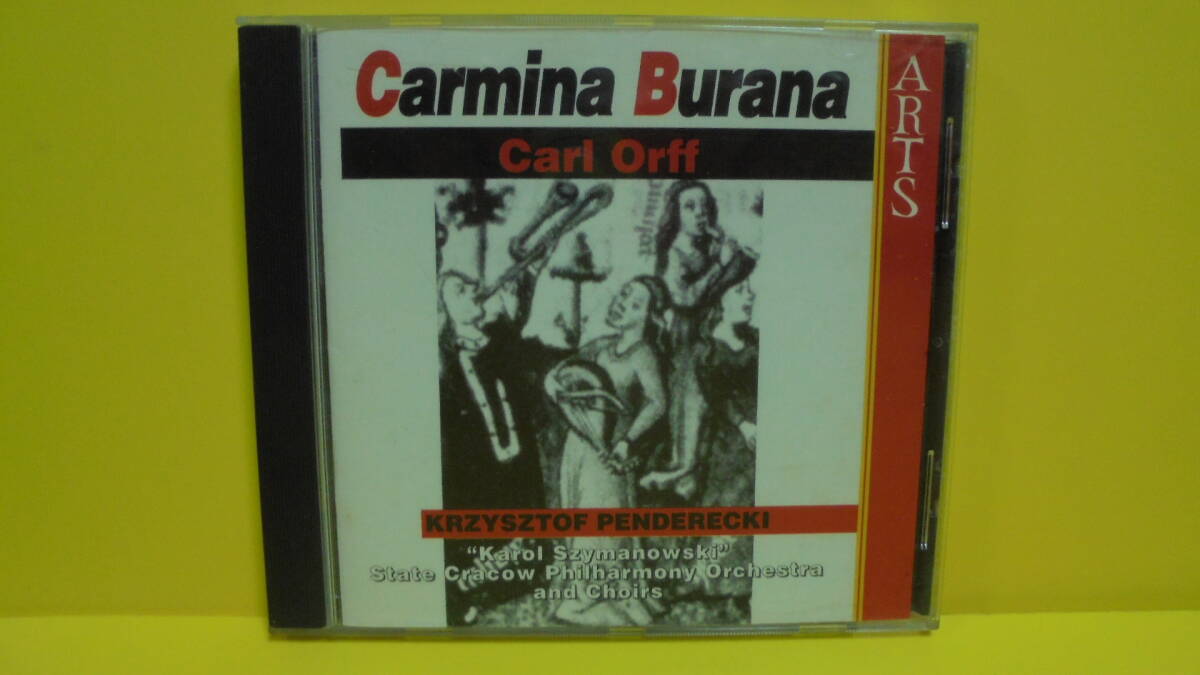 Carmina Burana
Carl Orff
ARTS
KRZYSZTOF PENDERECKI
“Karol Szymanowski”
State Cracow Philharmony Orchestra
and Choirs